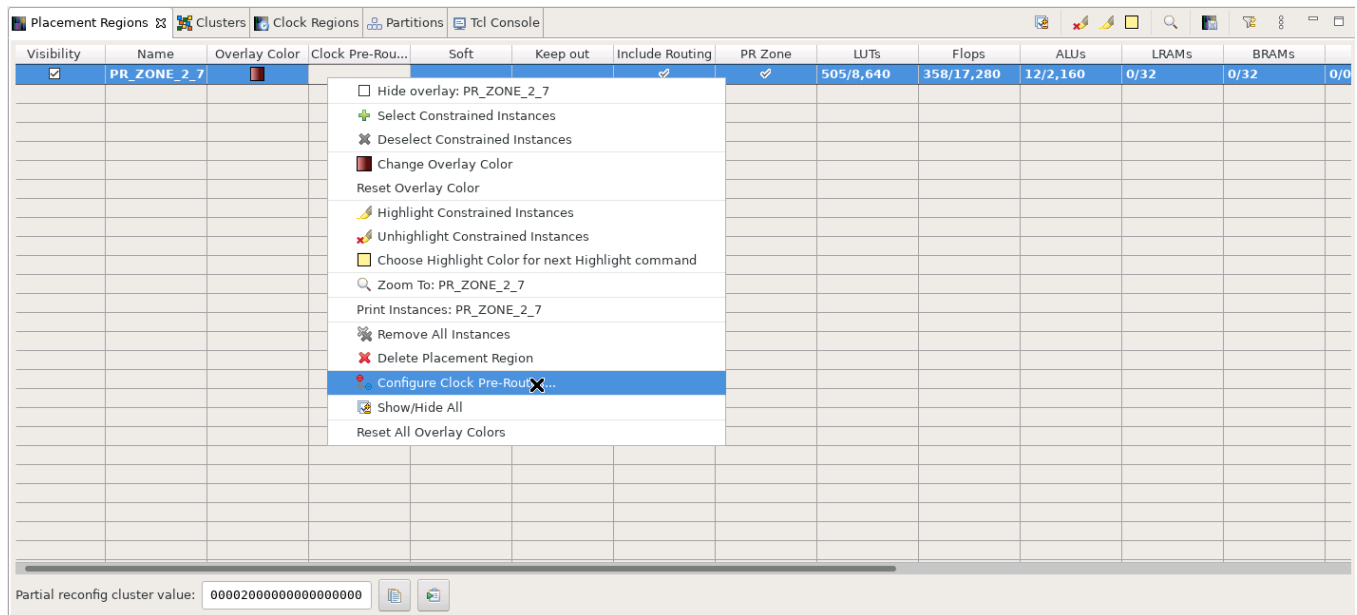 Placement Regions Clusters Clock Regions Partitions Tcl Console
Visibility Name Overlay Color Clock Pre-Rou... Soft Keep out Include Routing PR Zone LUTs Flops ALUs LRAMs BRAMs
PR_ZONE_2_7 505/8,640 358/17,280 12/2,160 0/32 0/32 0/0
Hide overlay: PR_ZONE_2_7
Select Constrained Instances
Deselect Constrained Instances
Change Overlay Color
Reset Overlay Color
Highlight Constrained Instances
Unhighlight Constrained Instances
Choose Highlight Color for next Highlight command
Zoom To: PR_ZONE_2_7
Print Instances: PR_ZONE_2_7
Remove All Instances
Delete Placement Region
Configure Clock ...
Show/Hide All
Reset All Overlay Colors
Partial reconfig cluster value: 00002000000000000000